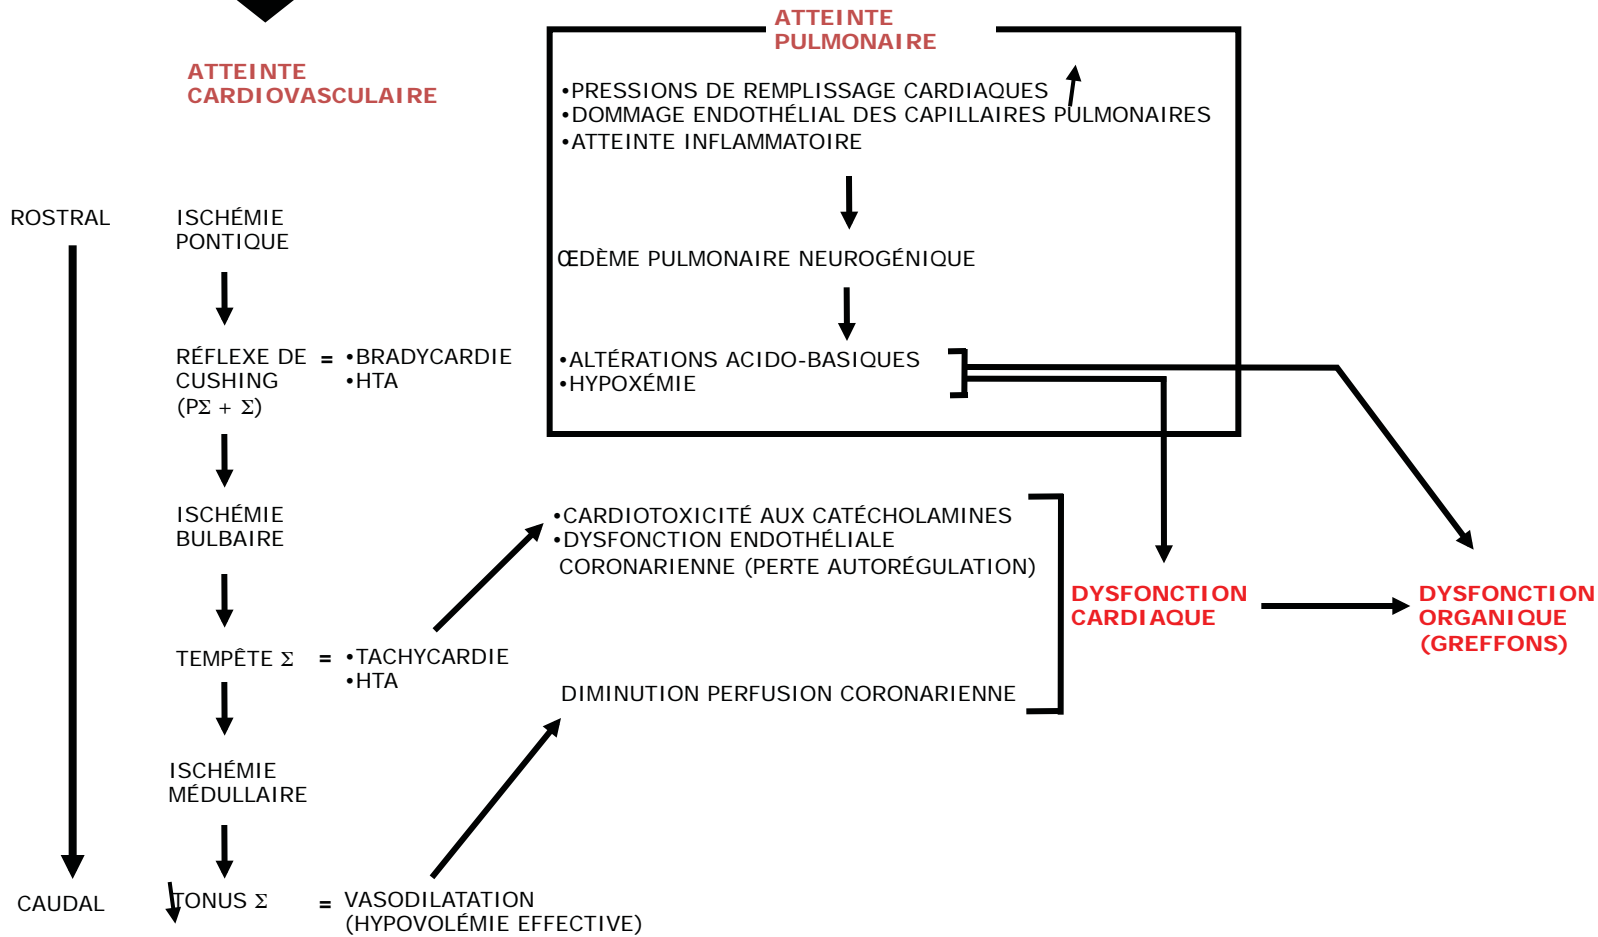 ATTEINTE
CARDIOVASCULAIRE
ROSTRAL
CAUDAL
ISCHÉMIE
PONTIQUE
RÉFLEXE DE
CUSHING
(PΣ + Σ)
= •BRADYCARDIE
•HTA
ISCHÉMIE
BULBAIRE
TEMPÊTE Σ
= •TACHYCARDIE
•HTA
ISCHÉMIE
MÉDULLAIRE
TONUS Σ
= VASODILATATION
(HYPOVOLÉMIE EFFECTIVE)
ATTEINTE
PULMONAIRE
•PRESSIONS DE REMPLISSAGE CARDIAQUES
•DOMMAGE ENDOTHÉLIAL DES CAPILLAIRES PULMONAIRES
•ATTEINTE INFLAMMATOIRE
ŒDÈME PULMONAIRE NEUROGÉNIQUE
•ALTÉRATIONS ACIDO-BASIQUES
•HYPOXÉMIE
•CARDIOTOXICITÉ AUX CATÉCHOLAMINES
•DYSFONCTION ENDOTHÉLIALE
CORONARIENNE (PERTE AUTORÉGULATION)
DIMINUTION PERFUSION CORONARIENNE
DYSFONCTION
CARDIAQUE
DYSFONCTION
ORGANIQUE
(GREFFONS)